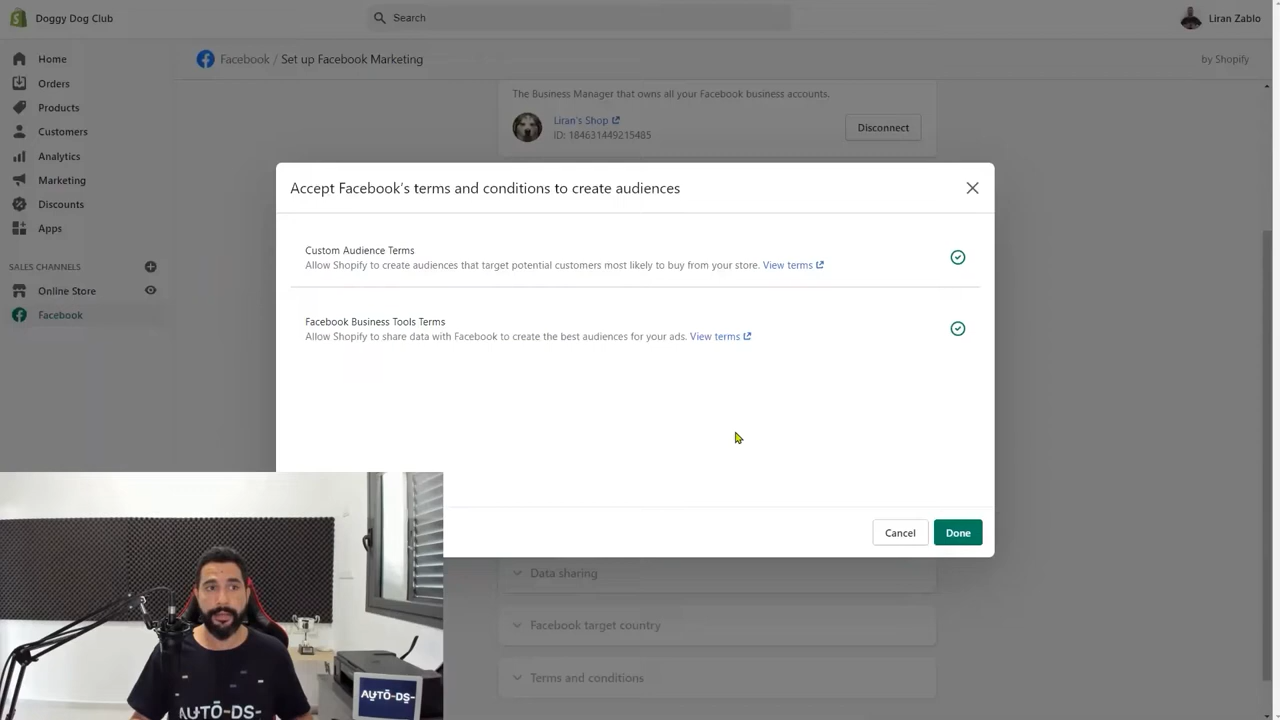 Doggy Dog Club
Search
Liran Zablo
Home
Orders
Products
Customers
Analytics
Marketing
Discounts
Apps
SALES CHANNELS
Online Store
Facebook
Facebook / Set up Facebook Marketing
by Shopify
The Business Manager that owns all your Facebook business accounts.
Liran's Shop
ID: 184631449215485
Disconnect
Accept Facebook's terms and conditions to create audiences
Custom Audience Terms
Allow Shopify to create audiences that target potential customers most likely to buy from your store. View terms
Facebook Business Tools Terms
Allow Shopify to share data with Facebook to create the best audiences for your ads. View terms
Cancel
Done
Data sharing
Facebook target country
Terms and conditions
AUTO-DS-
AUTO-DS-